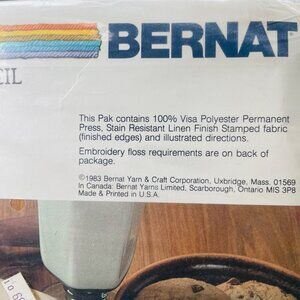 BERNAT
CIL
This Pak contains 100% Visa Polyester Permanent
Press, Stain Resistant Linen Finish Stamped fabric
(finished edges) and illustrated directions.
Embroidery floss requirements are on back of
package.
©1983 Bernat Yarn & Craft Corporation, Uxbridge, Mass. 01569
In Canada: Bernat Yarns Limited, Scarborough, Ontario MIS 3P8
Made & Printed in U.S.A.